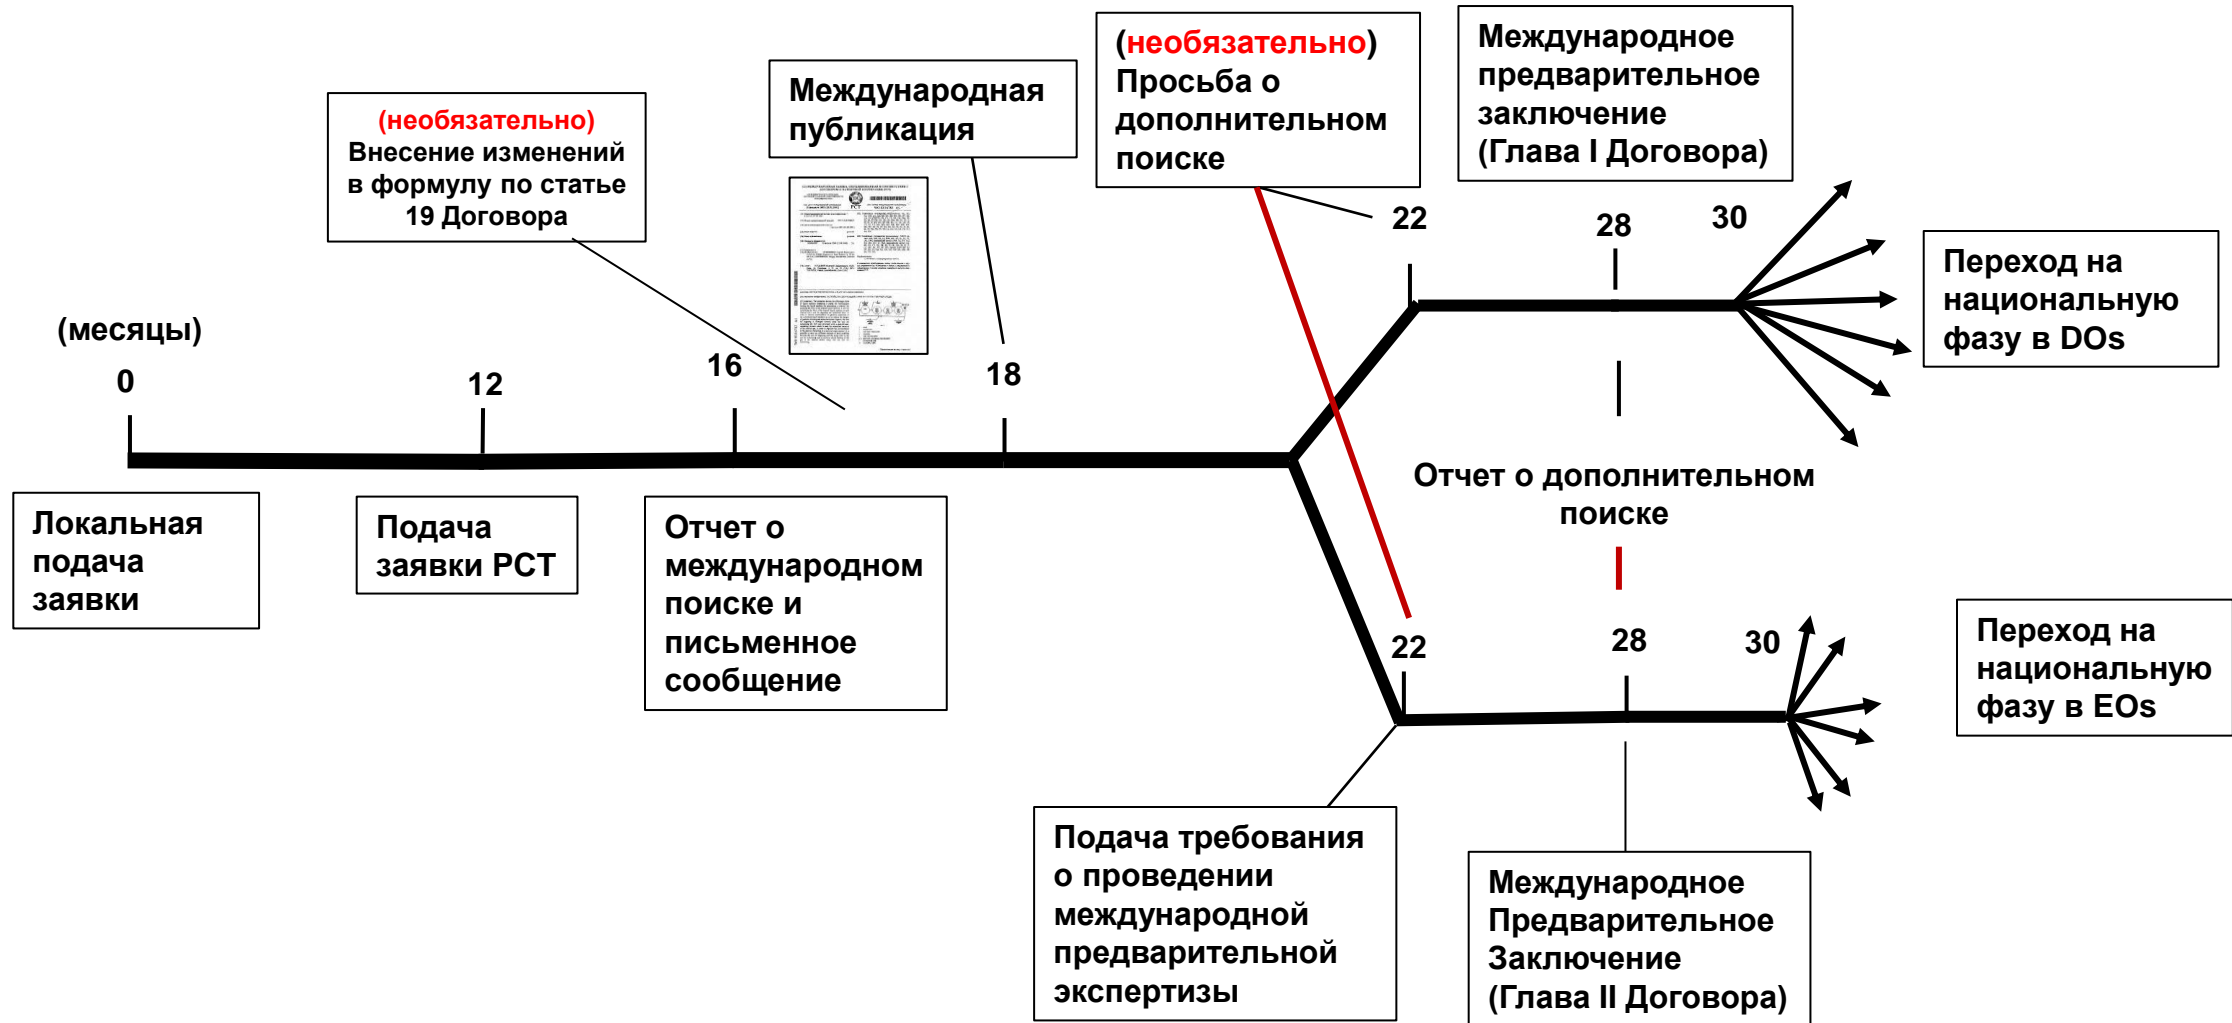 (необязательно)
Внесение изменений
в формулу по статье
19 Договора
Международная
публикация
(необязательно)
Просьба о
дополнительном
поиске
Международное
предварительное
заключение
(Глава I Договора)
22
28
30
Переход на
национальную
фазу в DOs
(месяцы)
0
12
16
18
Отчет о дополнительном
поиске
Локальная
подача
заявки
Подача
заявки PCT
Отчет о
международном
поиске и
письменное
сообщение
22
28
30
Переход на
национальную
фазу в EOs
Подача требования
о проведении
международной
предварительной
экспертизы
Международное
Предварительное
Заключение
(Глава II Договора)